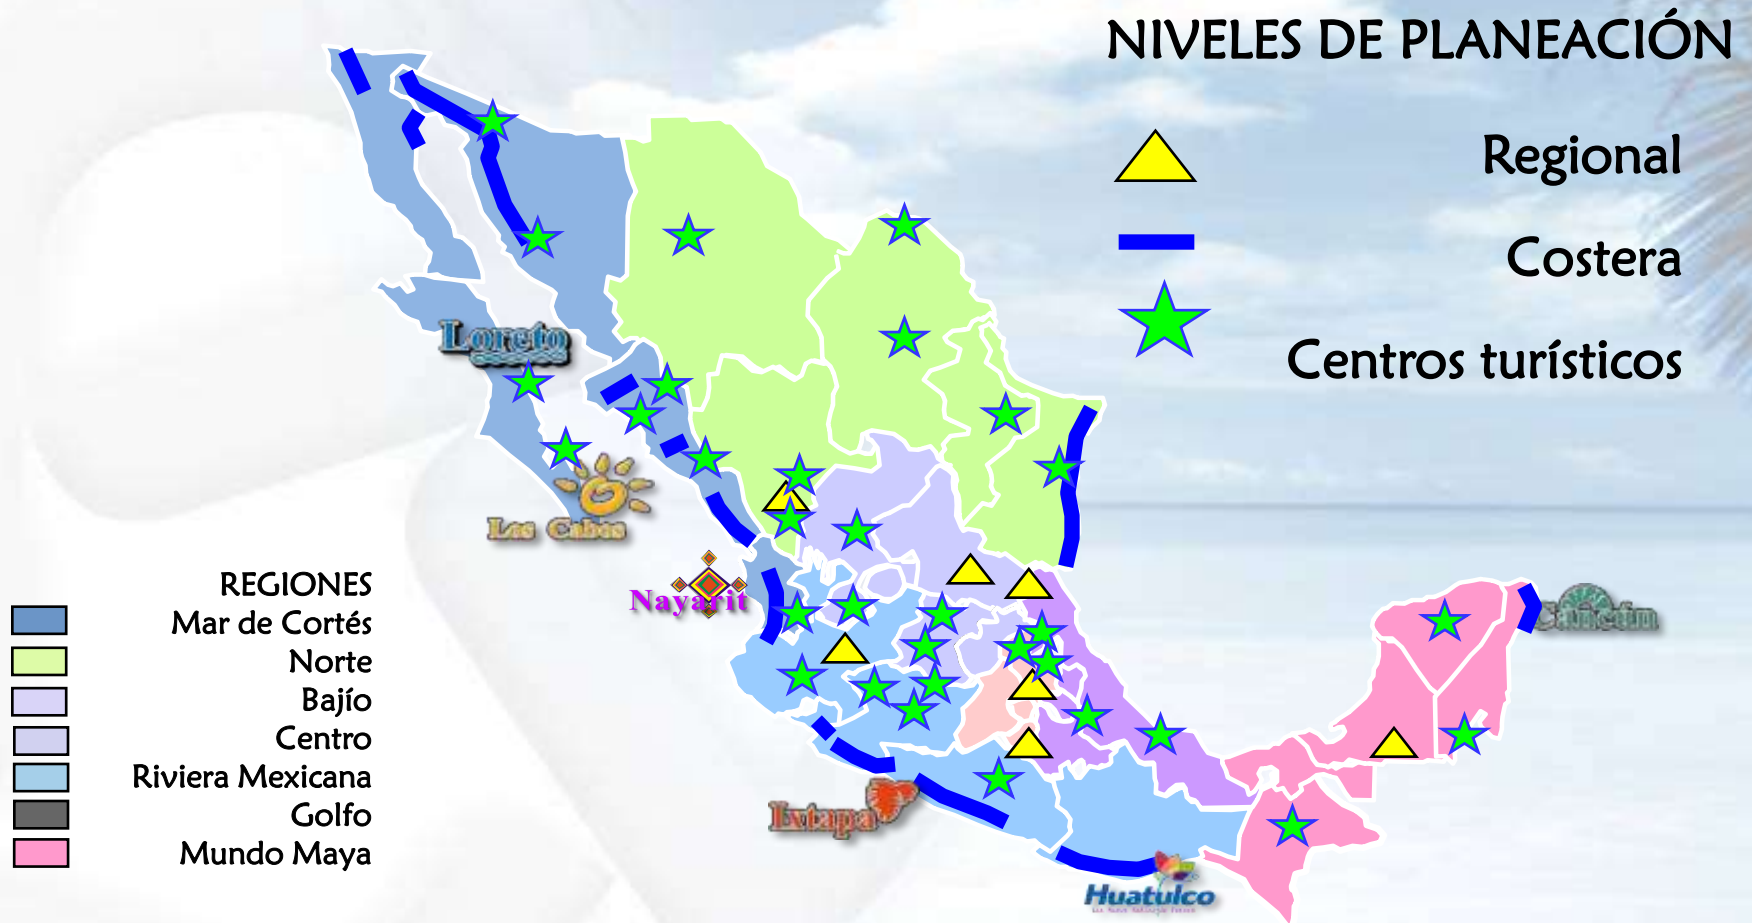 NIVELES DE PLANEACIÓN
Regional
Costera
Centros turísticos
Loreto
Los Cabos
Nayarit
Cancún
Ixtapa
Huatulco
REGIONES
Mar de Cortés
Norte
Bajío
Centro
Riviera Mexicana
Golfo
Mundo Maya